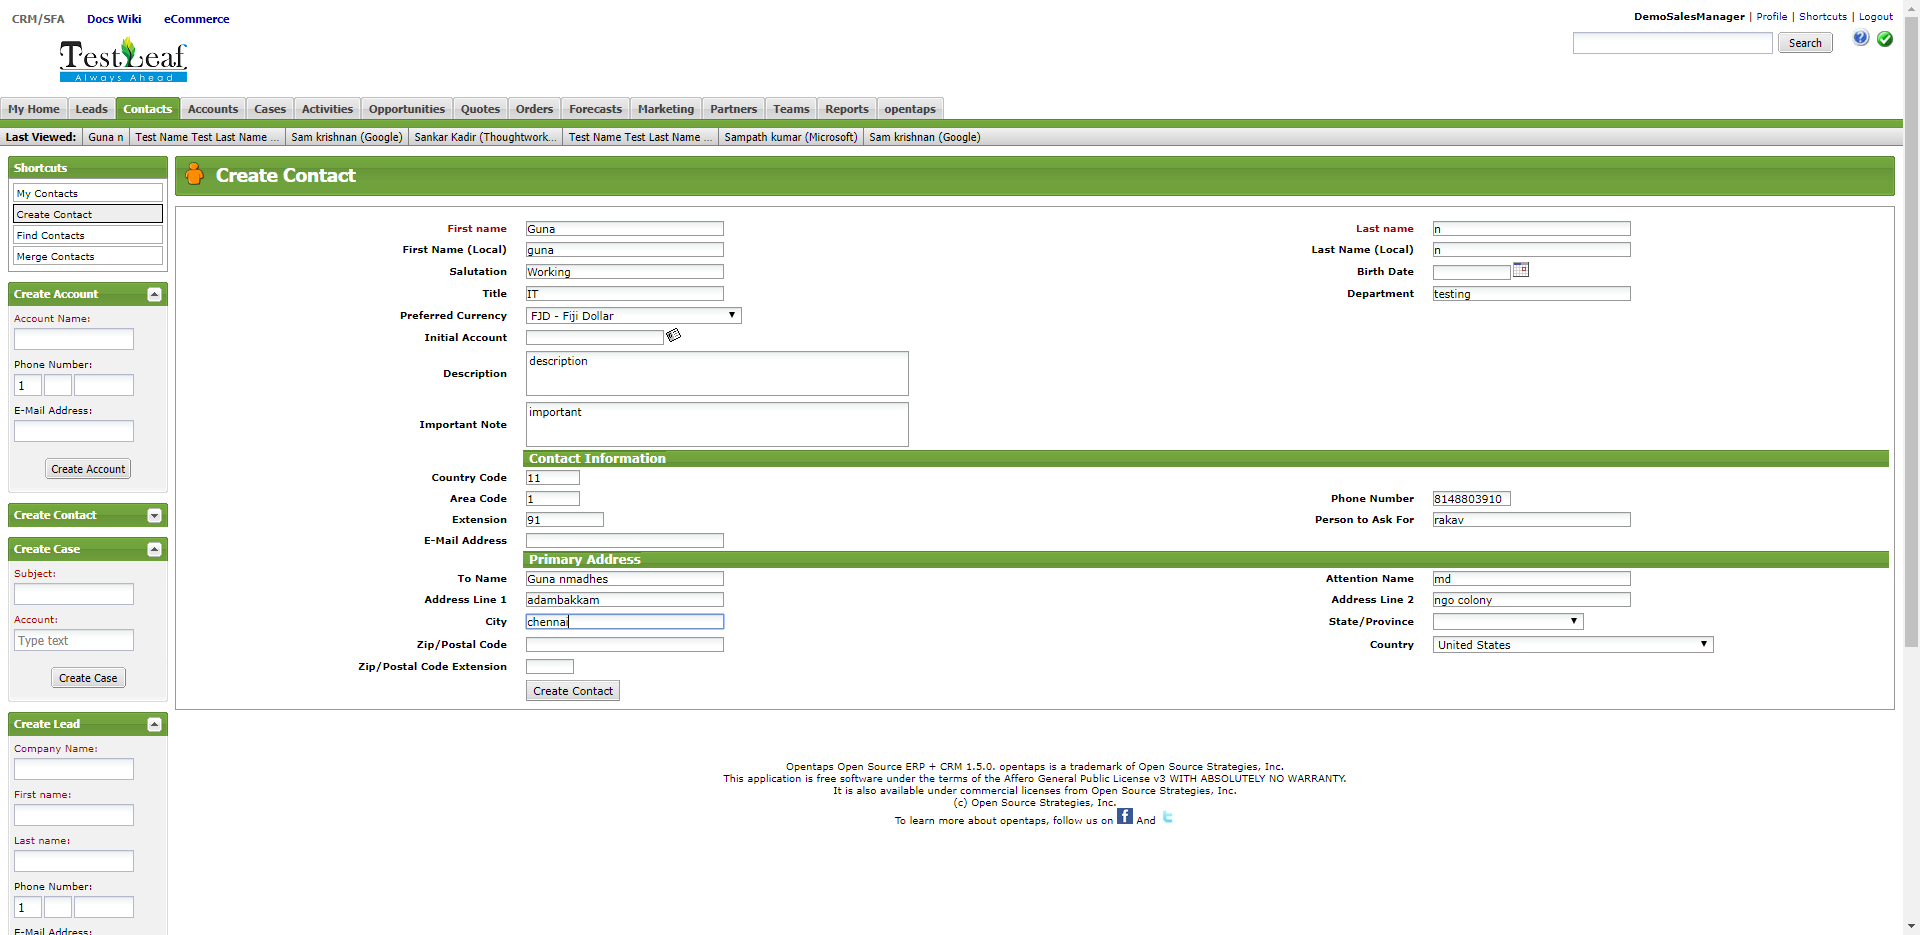 CRM/SFA Docs Wiki eCommerce
DemoSalesManager | Profile | Shortcuts | Logout
TestLeaf
Always Ahead
Search
My Home Leads Contacts Accounts Cases Activities Opportunities Quotes Orders Forecasts Marketing Partners Teams Reports opentaps
Last Viewed: Guna n Test Name Test Last Name ... Sam krishnan (Google) Sankar Kadir (Thoughtwork... Test Name Test Last Name ... Sampath kumar (Microsoft) Sam krishnan (Google)
Shortcuts
My Contacts
Create Contact
Find Contacts
Merge Contacts
Create Account
Account Name:
Phone Number:
1
E-Mail Address:
Create Account
Create Contact
Create Case
Subject:
Account:
Type text
Create Case
Create Lead
Company Name:
First name:
Last name:
Phone Number:
1
E-Mail Address:
Create Contact
First name Guna Last name n
First Name (Local) guna Last Name (Local) n
Salutation Working Birth Date
Title IT Department testing
Preferred Currency FJD - Fiji Dollar
Initial Account
Description description
Important Note important
Contact Information
Country Code 11
Area Code 1 Phone Number 8148803910
Extension 91 Person to Ask For rakav
E-Mail Address
Primary Address
To Name Guna nmadhes Attention Name md
Address Line 1 adambakkam Address Line 2 ngo colony
City chennai State/Province
Zip/Postal Code Country United States
Zip/Postal Code Extension
Create Contact
Opentaps Open Source ERP + CRM 1.5.0. opentaps is a trademark of Open Source Strategies, Inc.
This application is free software under the terms of the Affero General Public License v3 WITH ABSOLUTELY NO WARRANTY.
It is also available under commercial licenses from Open Source Strategies, Inc.
(c) Open Source Strategies, Inc.
To learn more about opentaps, follow us on f And t